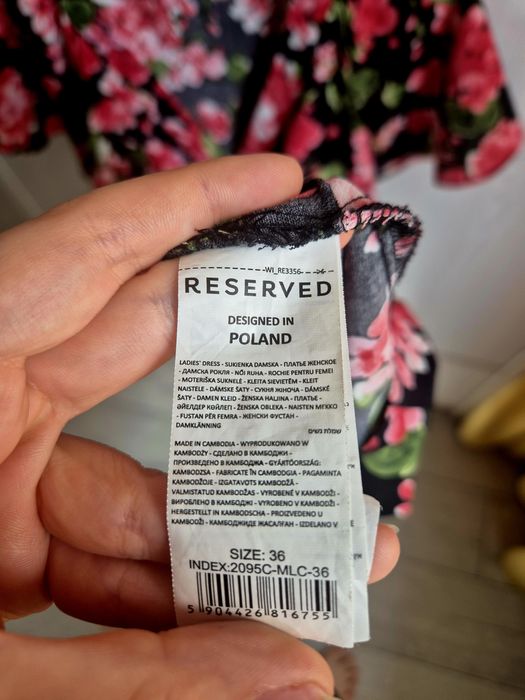 WI_RE3356
RESERVED
DESIGNED IN
POLAND
LADIES' DRESS - SUKIENKA DAMSKA - ПЛАТЬЕ ЖЕНСКОЕ
- ДАМСКА РОКЛЯ - NŐI RUHA - ROCHIE PENTRU FEMEI
- MOTERIŠKA SUKNELĖ - KLEITA SIEVIETĒM - KLEIT
NAISTELE - DÁMSKE ŠATY - СУКНЯ ЖІНОЧА - DÁMSKÉ
ŠATY - DAMEN KLEID - ŽENSKA HALJINA - ПЛАТЬЕ -
ӘЙЕЛДЕР КӨЙЛЕГІ - ŽENSKA OBLEKA - NAISTEN MEKKO
- FUSTAN PËR FEMRA - ЖЕНСКИ ФУСТАН -
DAMKLÄNNING
שמלת נשים
MADE IN CAMBODIA - WYPRODUKOWANO W
KAMBODŻY - СДЕЛАНО В КАМБОДЖИ -
ПРОИЗВЕДЕНО В КАМБОДЖА - GYÁRTÓORSZÁG:
KAMBODZSA - FABRICATE ÎN CAMBODGIA - PAGAMINTA
KAMBODŽOJE - IZGATAVOTS KAMBODŽĀ -
VALMISTATUD KAMBODŽAS - VYROBENÉ V KAMBODŽI -
ВИРОБЛЕНО В КАМБОДЖІ - VYROBENO V KAMBODŽI -
HERGESTELLT IN KAMBODSCHA - PROIZVEDENO U
KAMBODŽI - КАМБОДЖИДЕ ЖАСАЛҒАН - IZDELANO V
SIZE: 36
INDEX:2095C-MLC-36
5 904426 816755